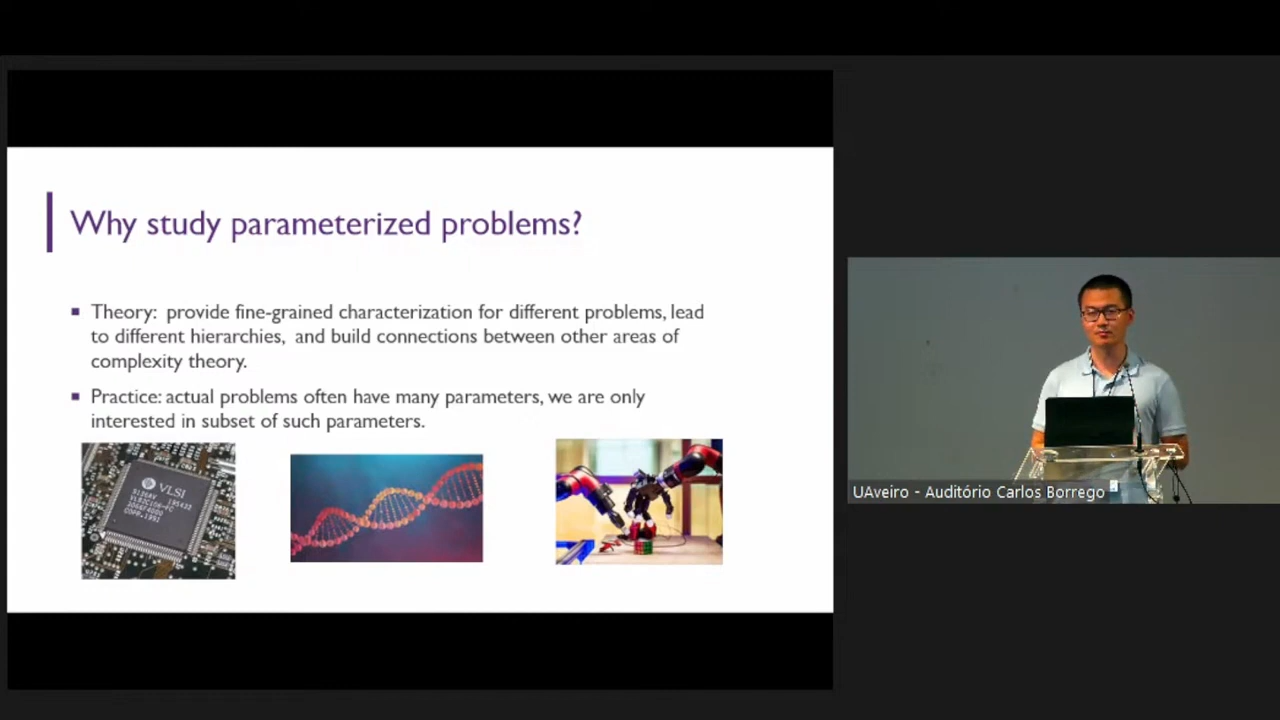 Why study parameterized problems?
Theory: provide fine-grained characterization for different problems, lead
to different hierarchies, and build connections between other areas of
complexity theory.
Practice: actual problems often have many parameters, we are only
interested in subset of such parameters.
VLSI
UAveiro - Auditório Carlos Borrego